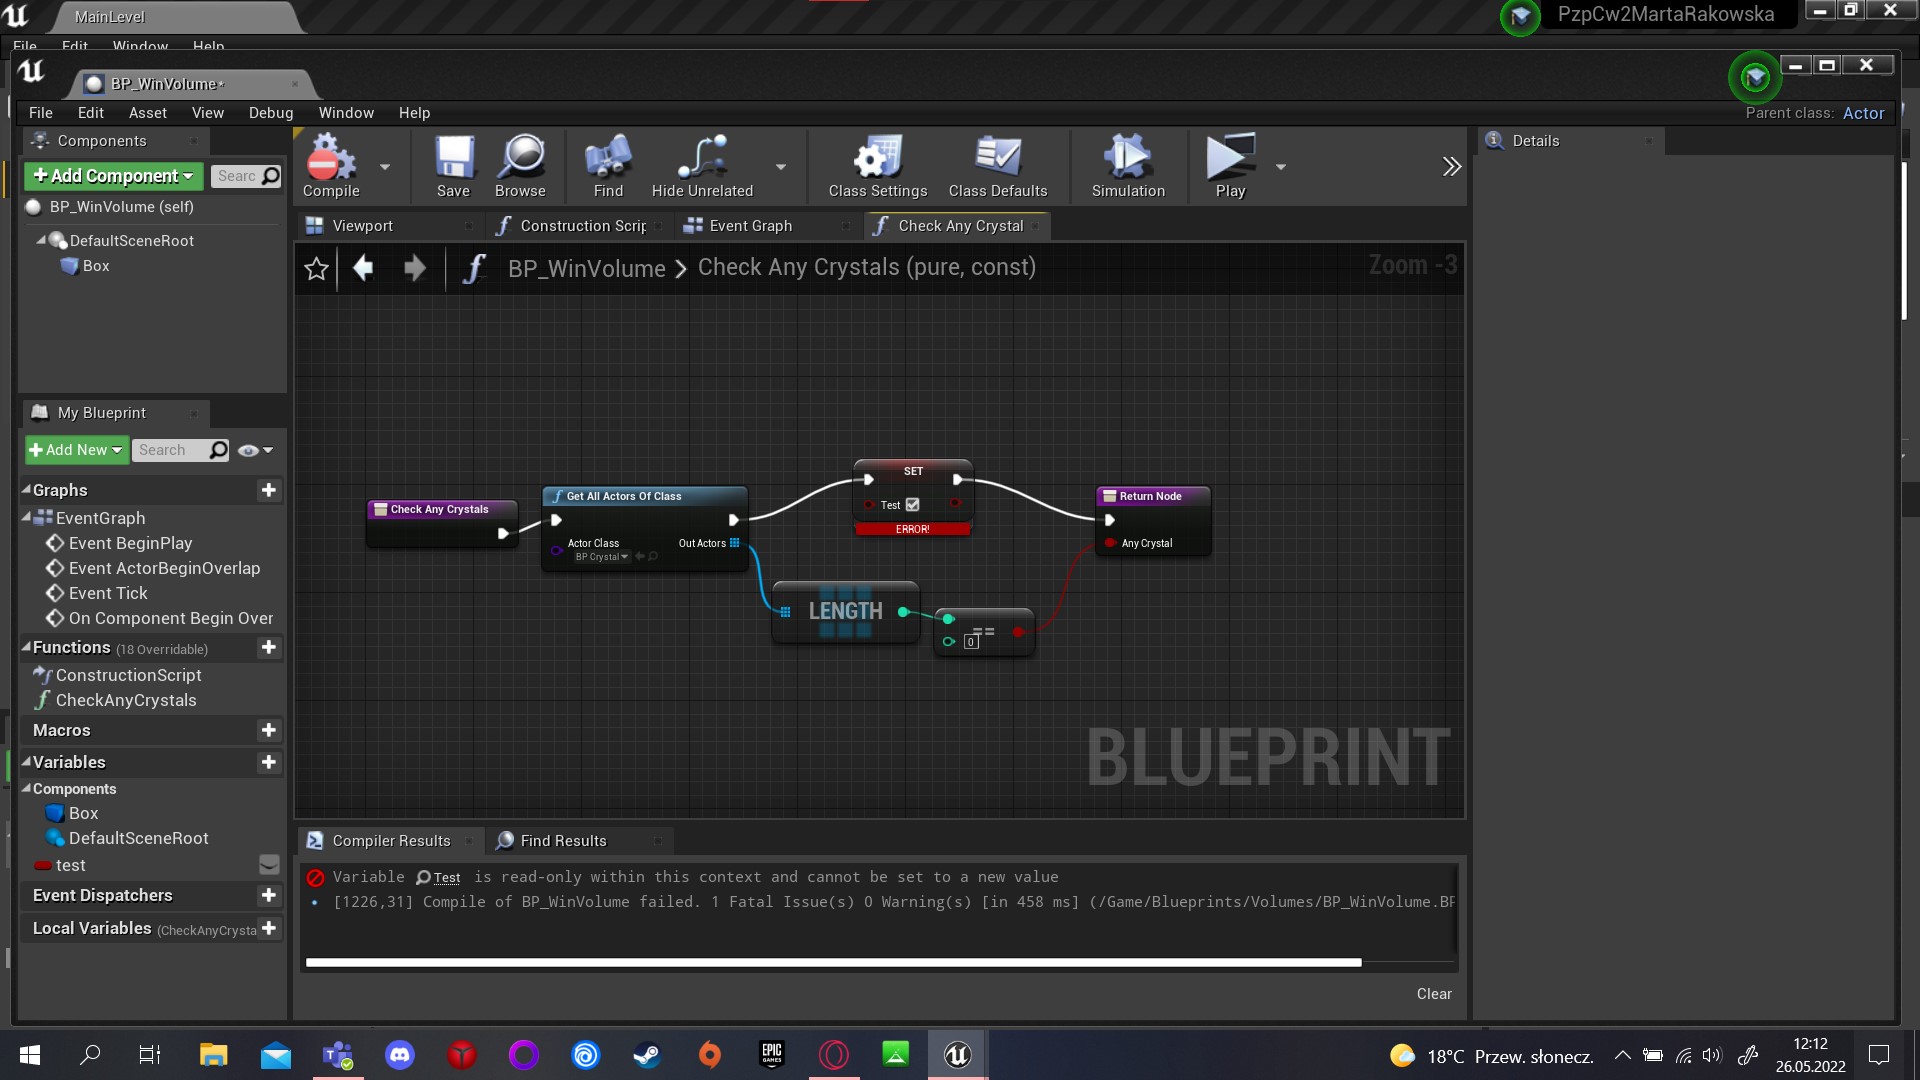 MainLevel
PzpCw2MartaRakowska
File Edit Window Help
BP_WinVolume*
File Edit Asset View Debug Window Help
Parent class: Actor
Components
+Add Component
Searc
BP_WinVolume (self)
DefaultSceneRoot
Box
Compile
Save
Browse
Find
Hide Unrelated
Class Settings
Class Defaults
Simulation
Play
Details
Viewport
Construction Scrip
Event Graph
Check Any Crystal
BP_WinVolume > Check Any Crystals (pure, const)
Zoom -3
Check Any Crystals
Get All Actors Of Class
Actor Class
BP Crystal
Out Actors
SET
Test
ERROR!
Return Node
Any Crystal
LENGTH
==
0
BLUEPRINT
My Blueprint
+Add New
Search
Graphs
EventGraph
Event BeginPlay
Event ActorBeginOverlap
Event Tick
On Component Begin Over
Functions (18 Overridable)
ConstructionScript
CheckAnyCrystals
Macros
Variables
Components
Box
DefaultSceneRoot
test
Event Dispatchers
Local Variables (CheckAnyCrysta
Compiler Results
Find Results
Variable Test is read-only within this context and cannot be set to a new value
[1226,31] Compile of BP_WinVolume failed. 1 Fatal Issue(s) 0 Warning(s) [in 458 ms] (/Game/Blueprints/Volumes/BP_WinVolume.BP
Clear
EPIC GAMES
18°C Przew. słonecz.
12:12
26.05.2022